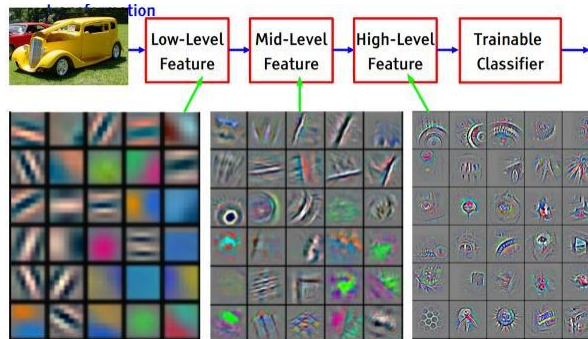 Low-Level
Feature
Mid-Level
Feature
High-Level
Feature
Trainable
Classifier